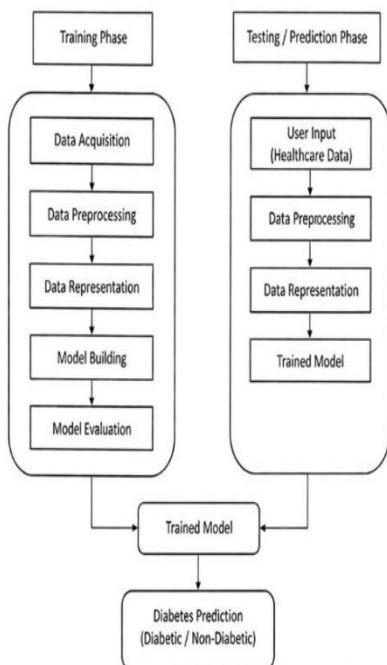 Training Phase
Data Acquisition
Data Preprocessing
Data Representation
Model Building
Model Evaluation
Testing / Prediction Phase
User Input
(Healthcare Data)
Data Preprocessing
Data Representation
Trained Model
Trained Model
Diabetes Prediction
(Diabetic / Non-Diabetic)